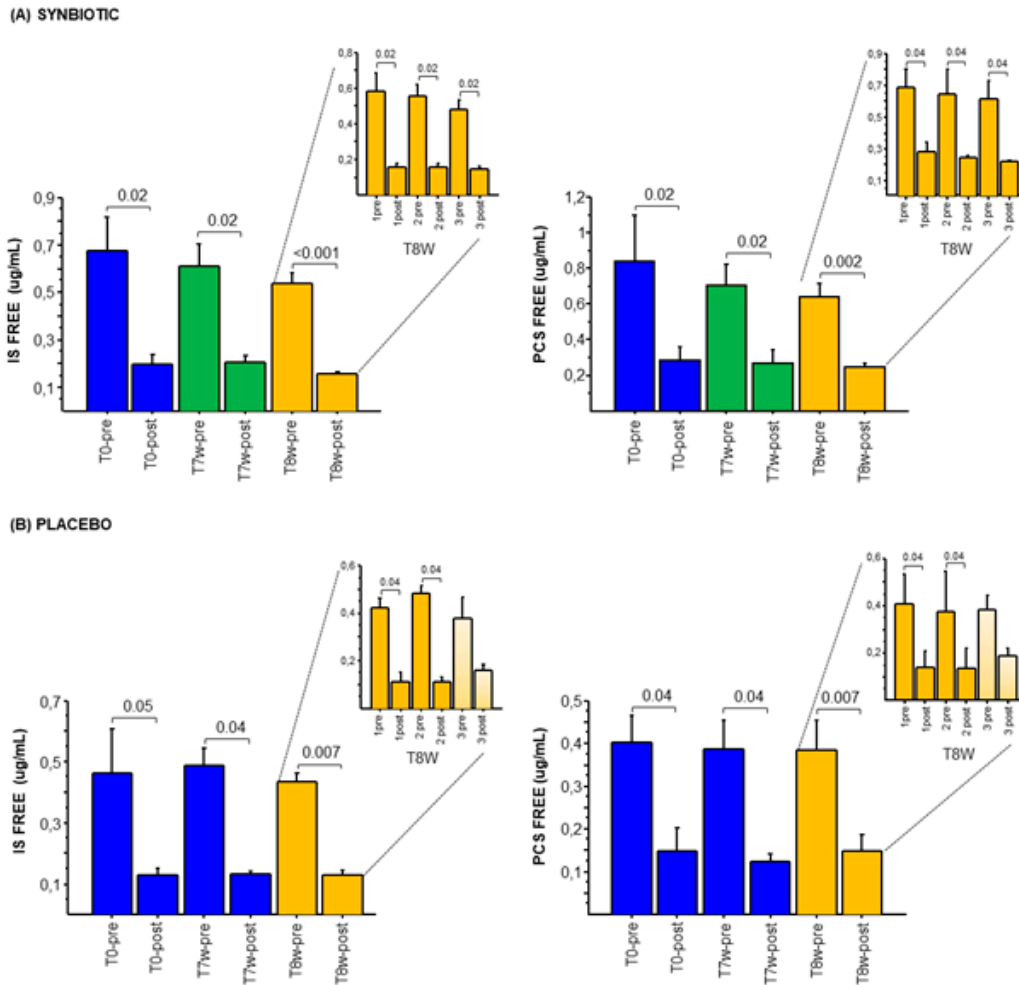 (A) SYNBIOTIC
0,8
0,6
0,4
0,2
0.02
0.02
0.02
1pre
1post
2 pre
2 post
3 pre
3 post
T8W
IS FREE (ug/mL)
0,9
0,7
0,5
0,3
0,1
0.02
0.02
<0.001
T0-pre
T0-post
T7w-pre
T7w-post
T8w-pre
T8w-post
0,9
0,7
0,5
0,3
0,1
0.04
0.04
0.04
1pre
1post
2 pre
2 post
3 pre
3 post
T8W
PCS FREE (ug/mL)
1,2
1
0,8
0,6
0,4
0,2
0.02
0.02
0.002
T0-pre
T0-post
T7w-pre
T7w-post
T8w-pre
T8w-post
(B) PLACEBO
0,6
0,4
0,2
0.04
0.04
1pre
1post
2 pre
2 post
3 pre
3 post
T8W
IS FREE (ug/mL)
0,7
0,5
0,3
0,1
0.05
0.04
0.007
T0-pre
T0-post
T7w-pre
T7w-post
T8w-pre
T8w-post
0,6
0,4
0,2
0.04
0.04
1pre
1post
2 pre
2 post
3 pre
3 post
T8W
PCS FREE (ug/mL)
0,5
0,4
0,3
0,2
0,1
0.04
0.04
0.007
T0-pre
T0-post
T7w-pre
T7w-post
T8w-pre
T8w-post